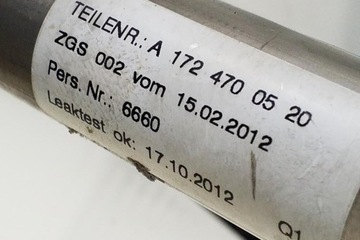 TEILENR.: A 172 470 05 20
ZGS 002 vom 15.02.2012
Pers. Nr.: 6660
Leaktest ok: 17.10.2012
Q1